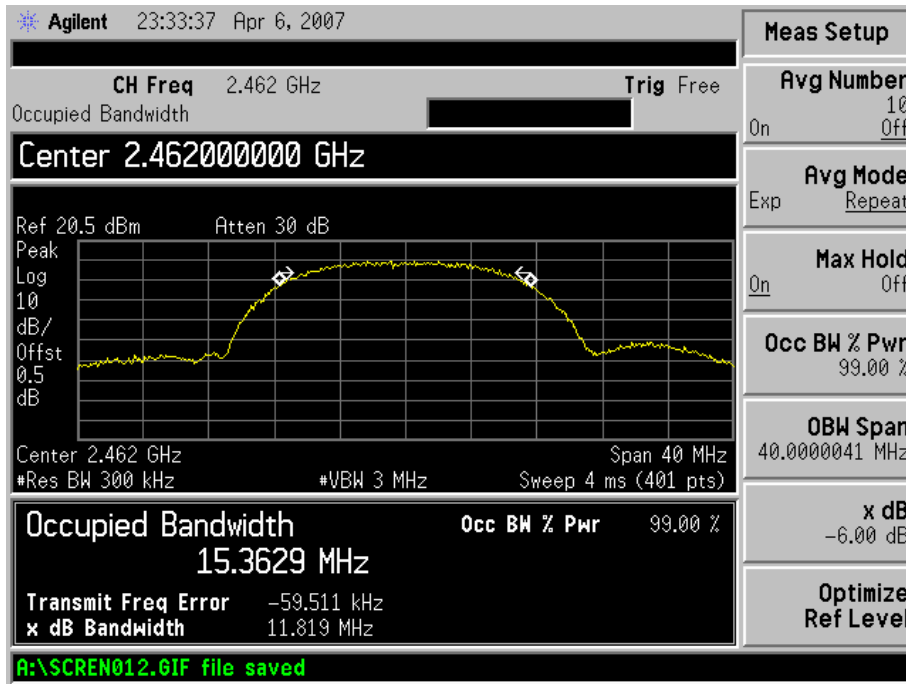 Agilent 23:33:37 Apr 6, 2007
CH Freq 2.462 GHz Trig Free
Occupied Bandwidth
Center 2.462000000 GHz
Ref 20.5 dBm Atten 30 dB
Peak
Log
10
dB/
Offst
0.5
dB
Center 2.462 GHz Span 40 MHz
#Res BW 300 kHz #VBW 3 MHz Sweep 4 ms (401 pts)
Occupied Bandwidth Occ BW % Pwr 99.00 %
15.3629 MHz
Transmit Freq Error -59.511 kHz
x dB Bandwidth 11.819 MHz
A:\SCREN012.GIF file saved
Meas Setup
Avg Number
10
On Off
Avg Mode
Exp Repeat
Max Hold
On Off
Occ BW % Pwr
99.00 %
OBW Span
40.0000041 MHz
x dB
-6.00 dB
Optimize
Ref Level